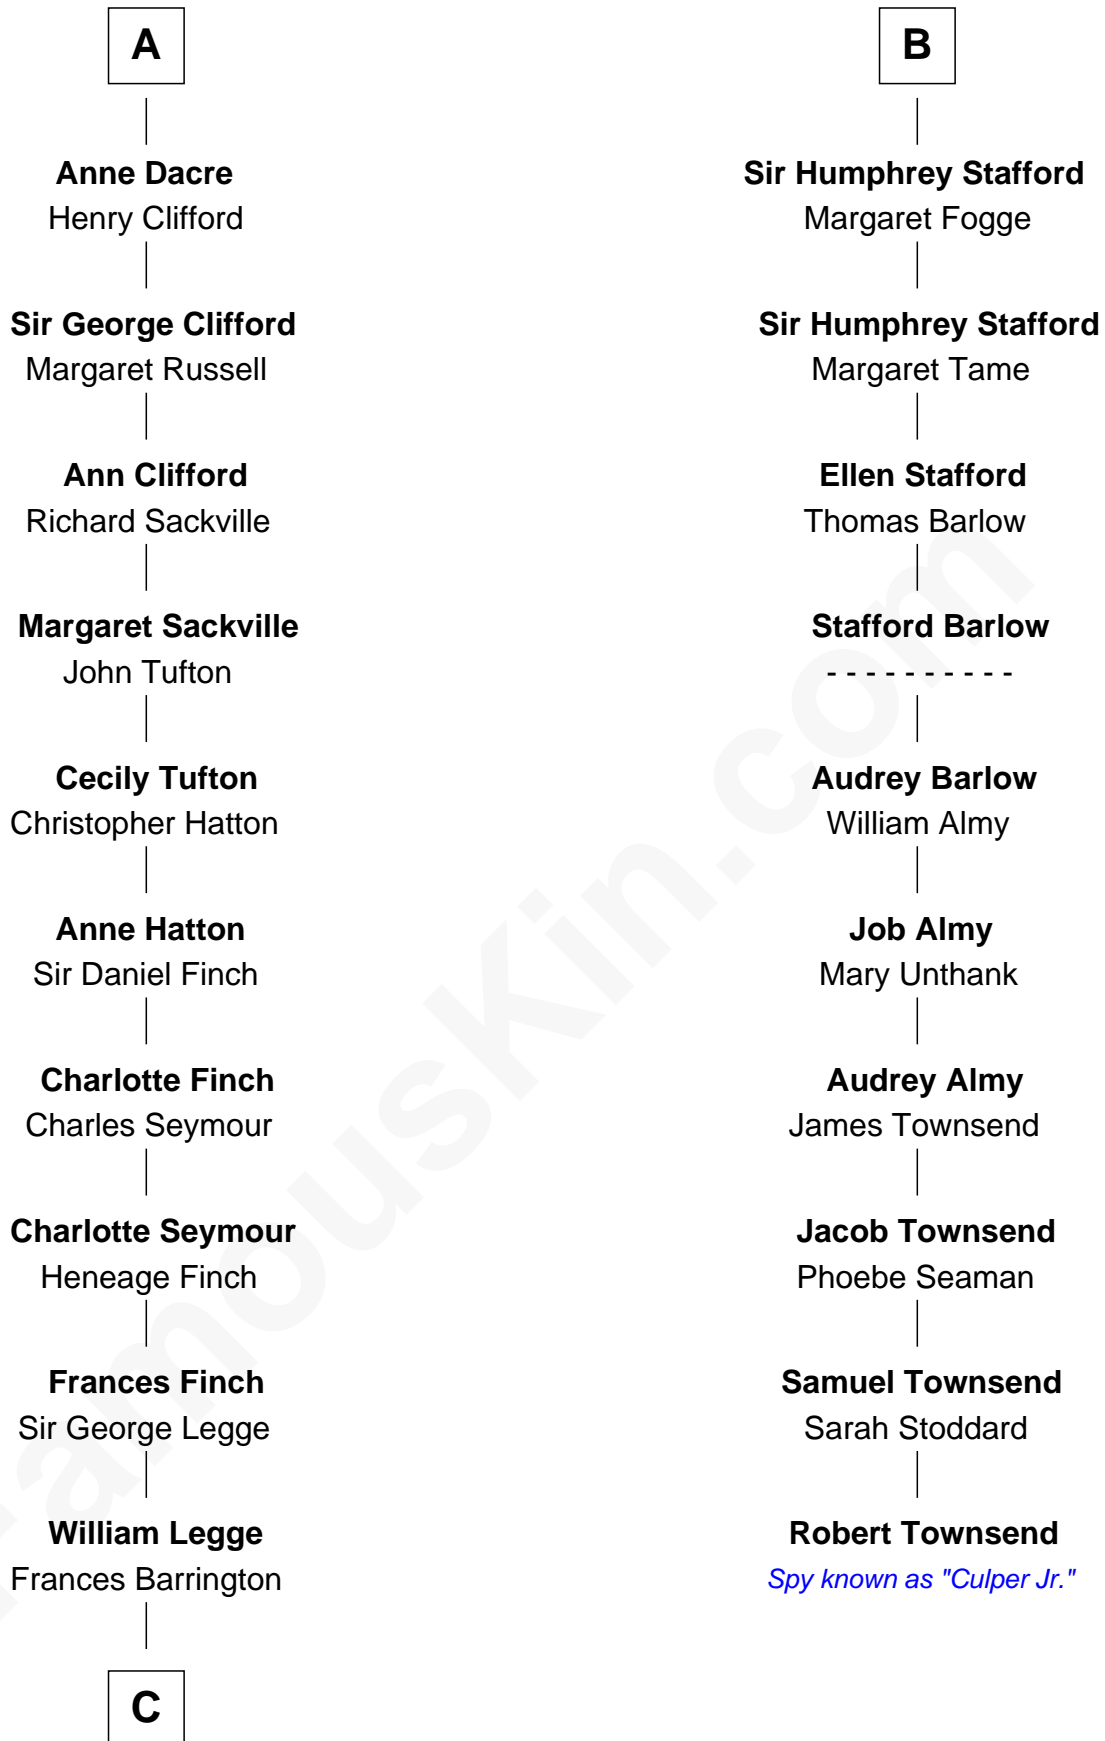 A
Anne Dacre
Henry Clifford
Sir George Clifford
Margaret Russell
Ann Clifford
Richard Sackville
Margaret Sackville
John Tufton
Cecily Tufton
Christopher Hatton
Anne Hatton
Sir Daniel Finch
Charlotte Finch
Charles Seymour
Charlotte Seymour
Heneage Finch
Frances Finch
Sir George Legge
William Legge
Frances Barrington
C
B
Sir Humphrey Stafford
Margaret Fogge
Sir Humphrey Stafford
Margaret Tame
Ellen Stafford
Thomas Barlow
Stafford Barlow
- - - - - - - - - -
Audrey Barlow
William Almy
Job Almy
Mary Unthank
Audrey Almy
James Townsend
Jacob Townsend
Phoebe Seaman
Samuel Townsend
Sarah Stoddard
Robert Townsend
Spy known as "Culper Jr."
FamousKin.com